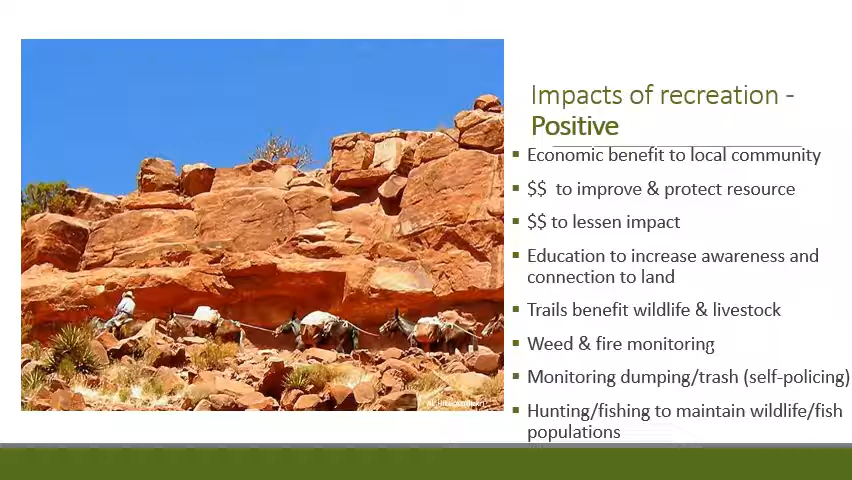 Impacts of recreation -
Positive
▪ Economic benefit to local community
▪ $$  to improve & protect resource
▪ $$ to lessen impact
▪ Education to increase awareness and
connection to land
▪ Trails benefit wildlife & livestock
▪ Weed & fire monitoring
▪ Monitoring dumping/trash (self-policing)
▪ Hunting/fishing to maintain wildlife/fish
populations